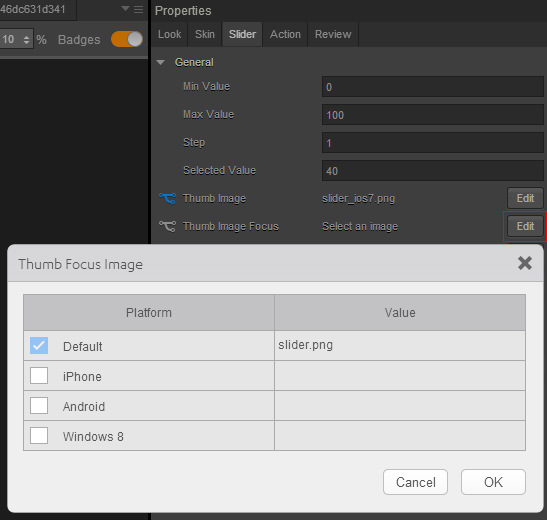 46dc631d341
10 % Badges
Properties
Look Skin Slider Action Review
General
Min Value 0
Max Value 100
Step 1
Selected Value 40
Thumb Image slider_ios7.png Edit
Thumb Image Focus Select an image Edit
Thumb Focus Image
Platform Value
Default slider.png
iPhone
Android
Windows 8
Cancel OK